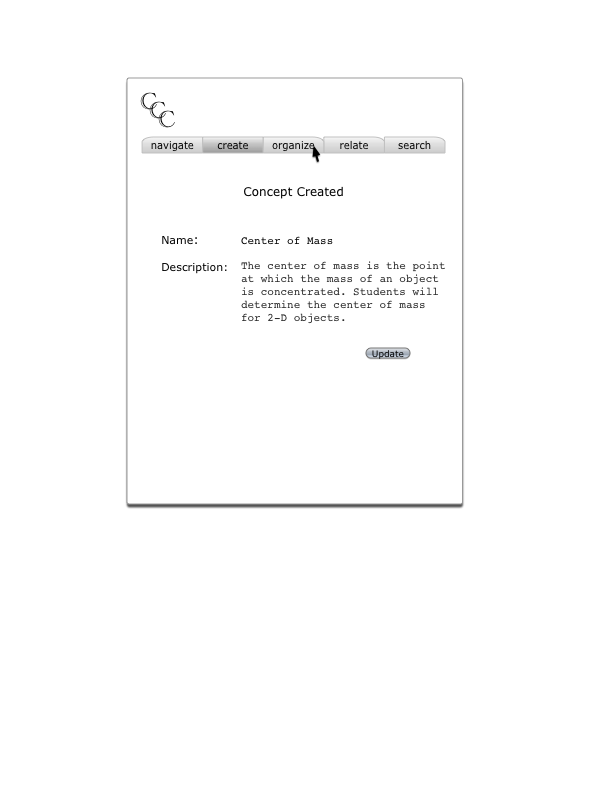 CCC
navigate create organize relate search
Concept Created
Name: Center of Mass
Description: The center of mass is the point
at which the mass of an object
is concentrated. Students will
determine the center of mass
for 2-D objects.
Update